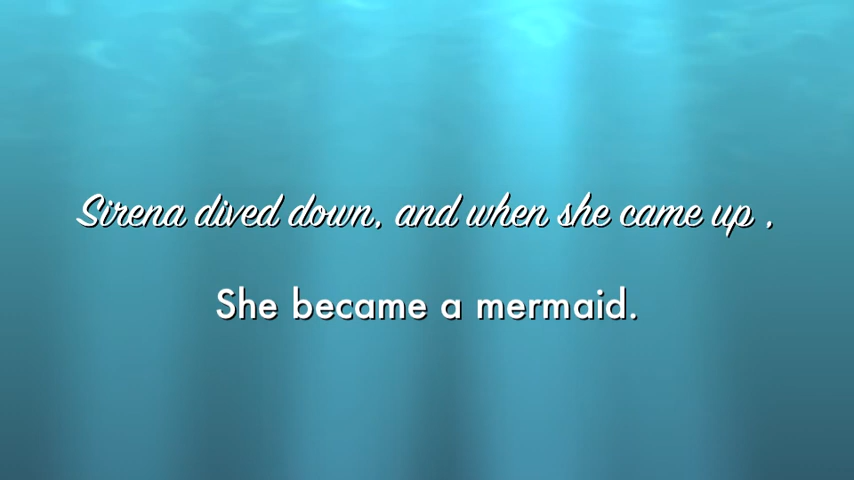 Sirena dived down, and when she came up ,
She became a mermaid.